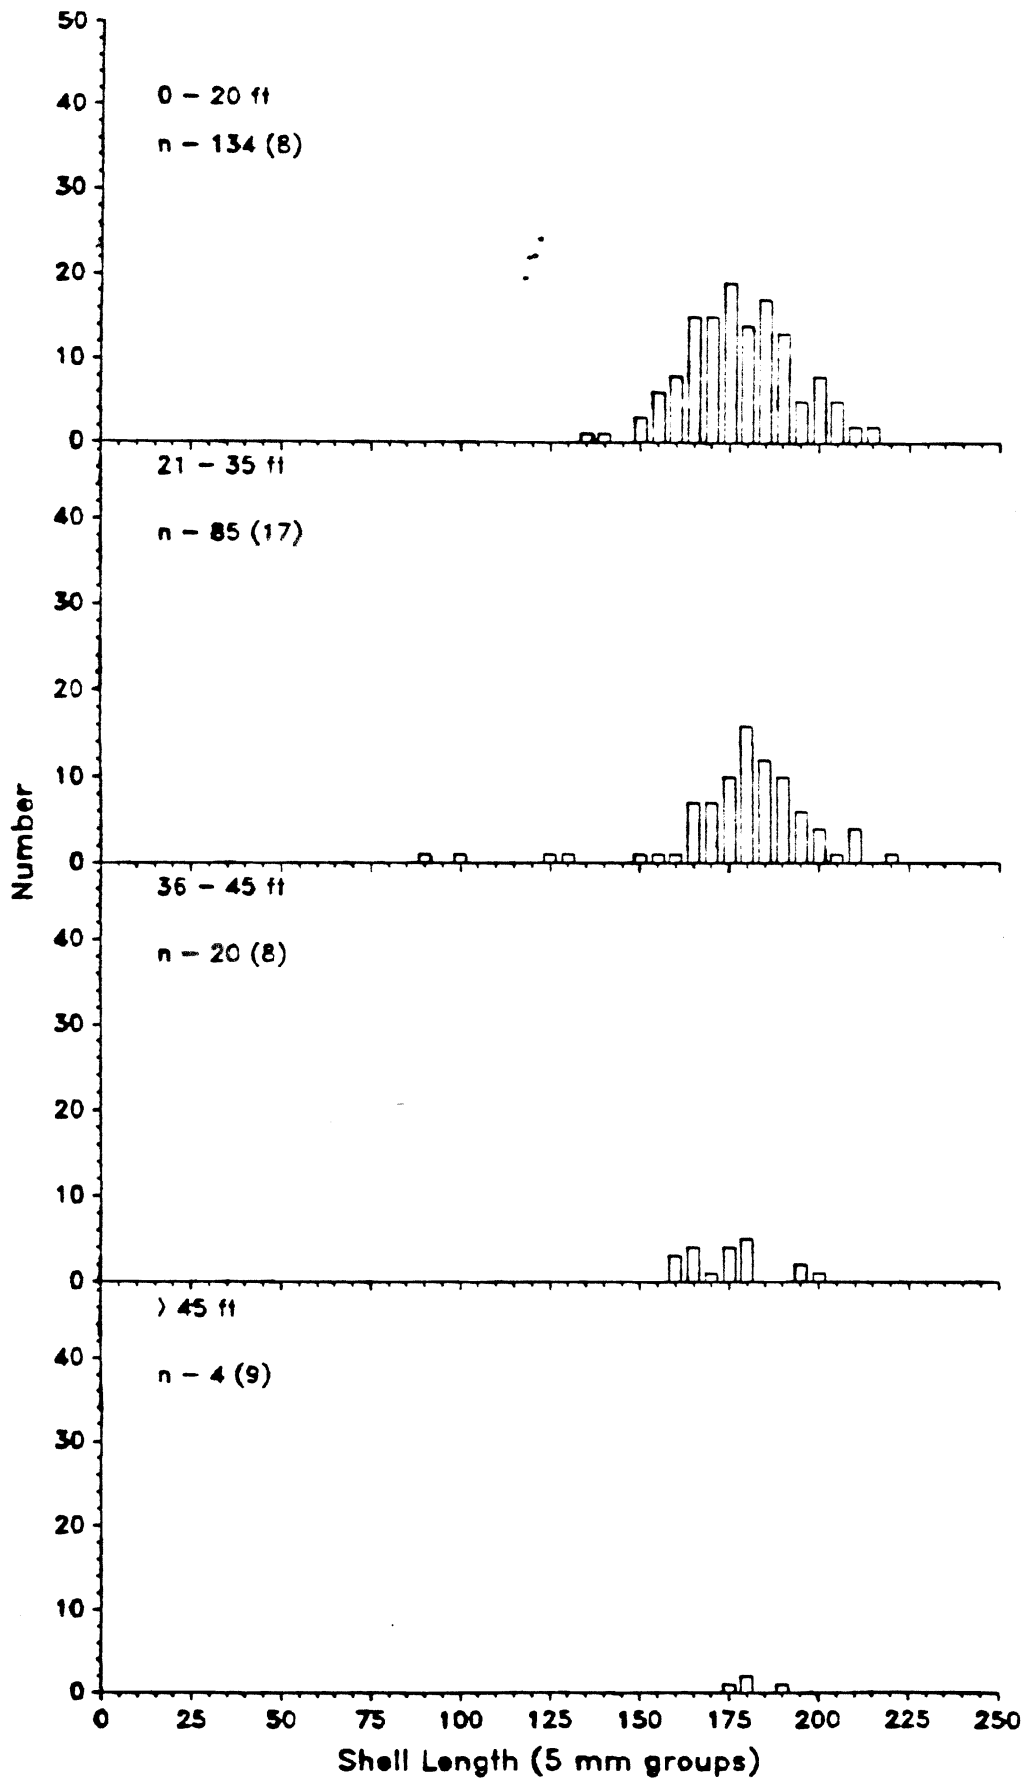 50
0 – 20 ft
40
n – 134 (8)
30
20
10
0
21 – 35 ft
40
n – 85 (17)
30
20
10
0
Number
36 – 45 ft
40
n – 20 (8)
30
20
10
0
> 45 ft
40
n – 4 (9)
30
20
10
0
0 25 50 75 100 125 150 175 200 225 250
Shell Length (5 mm groups)